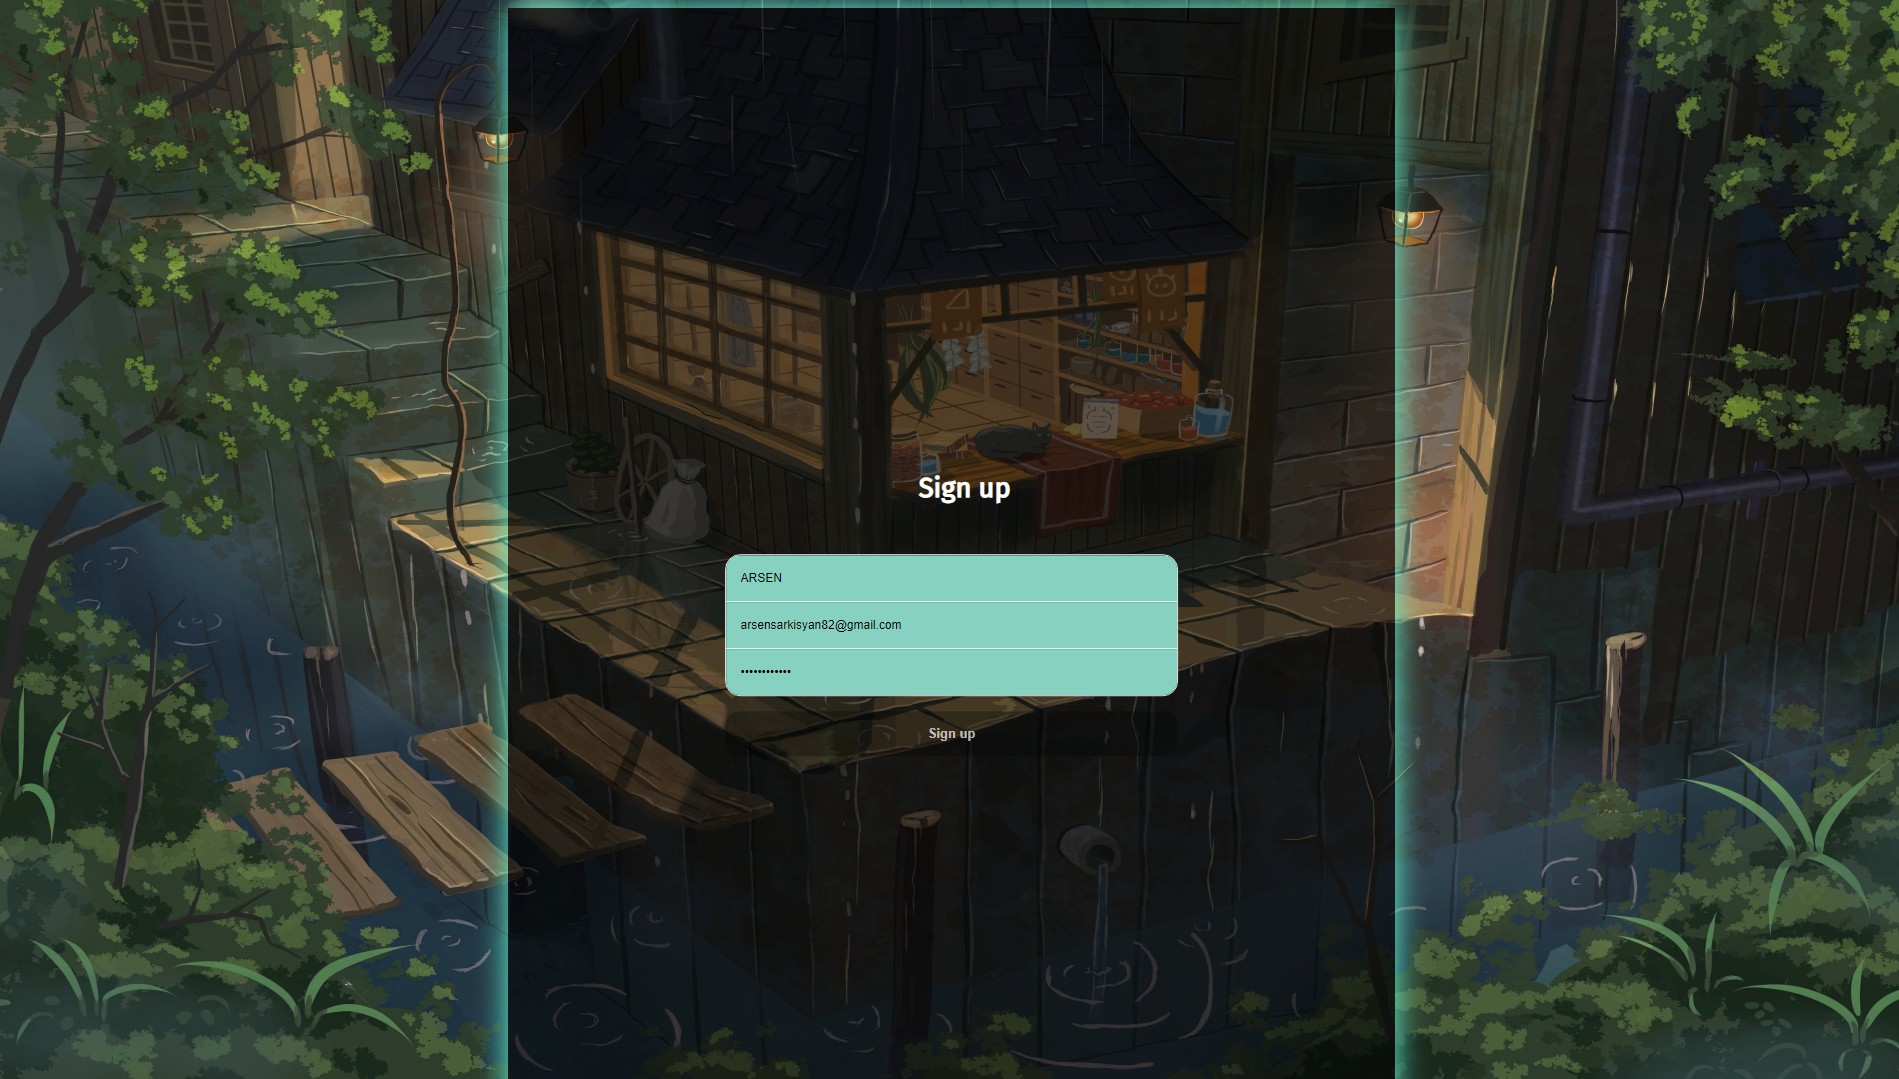 Sign up
ARSEN
arsensarkisyan82@gmail.com
••••••••••••
Sign up